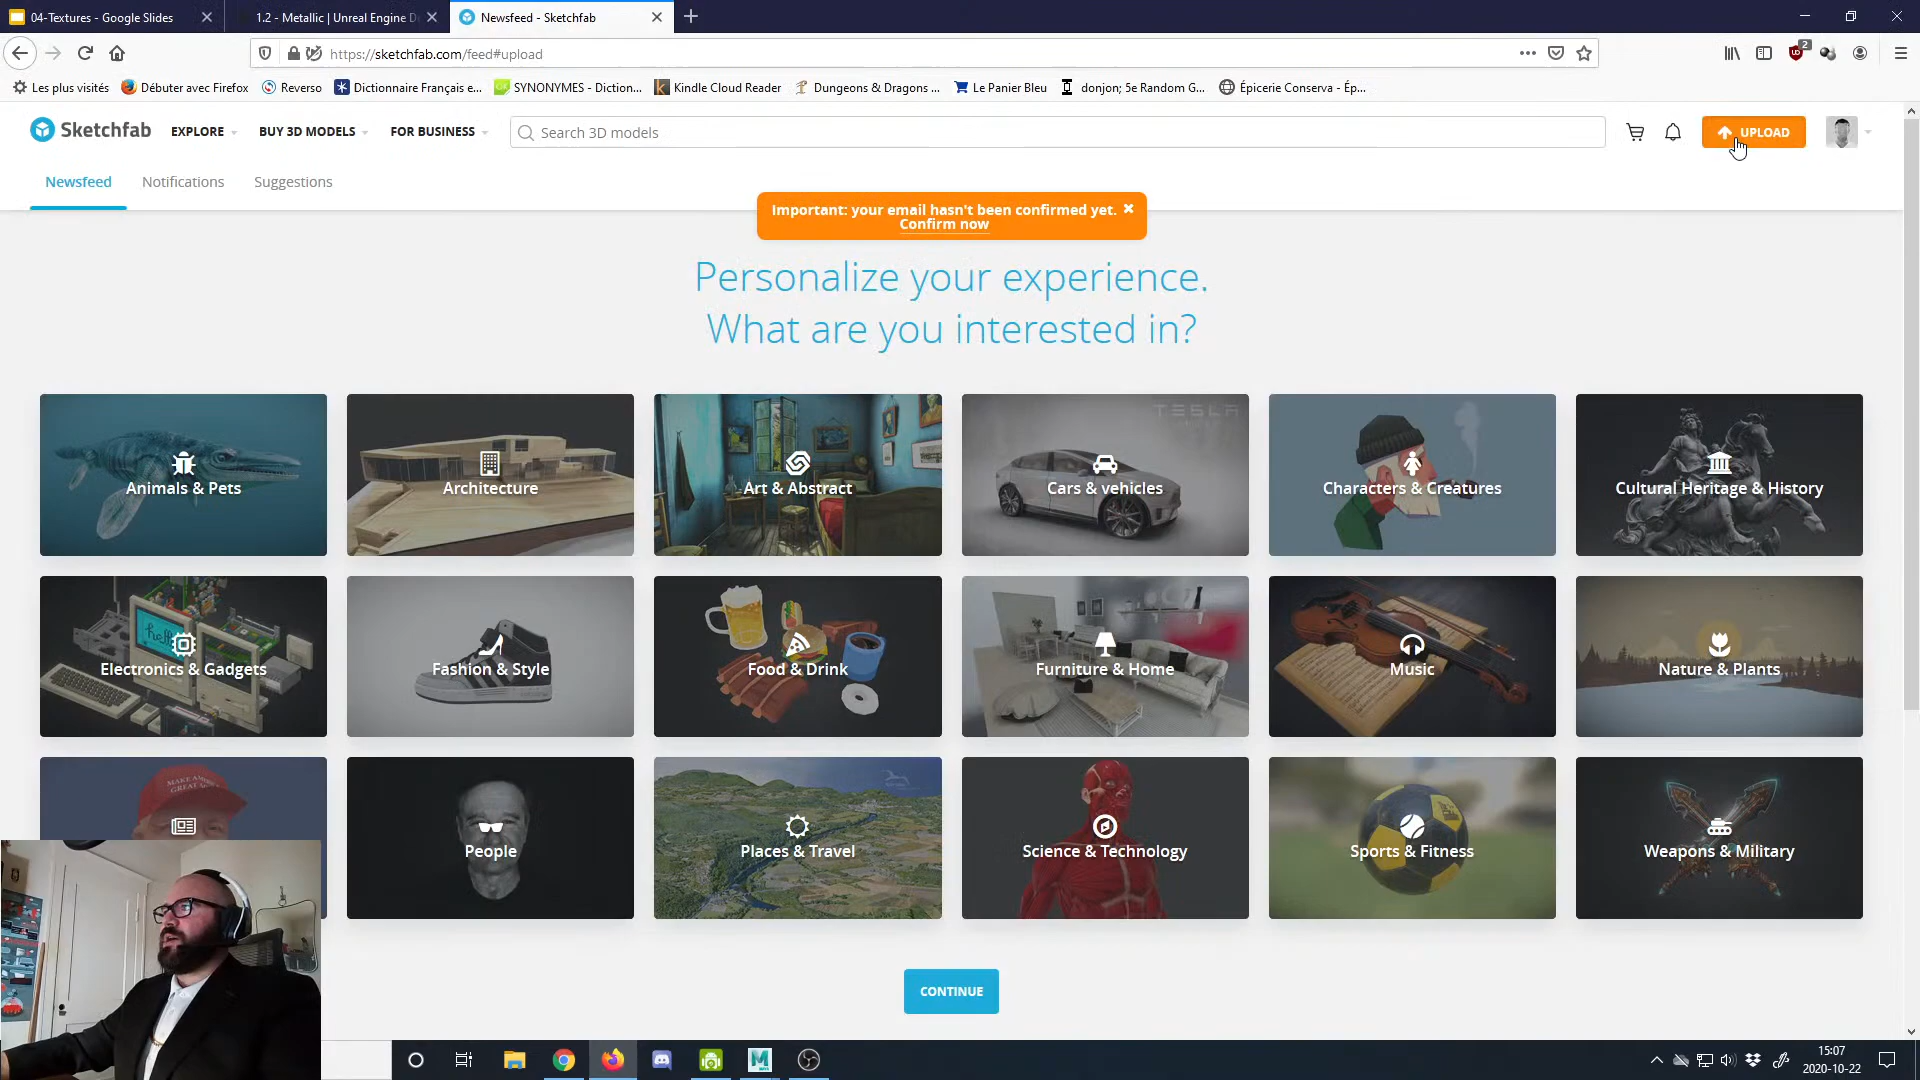 04-Textures - Google Slides
1.2 - Metallic | Unreal Engine D
Newsfeed - Sketchfab
https://sketchfab.com/feed#upload
2
Les plus visités
Débuter avec Firefox
Reverso
Dictionnaire Français e...
SYNONYMES - Diction...
Kindle Cloud Reader
Dungeons & Dragons ...
Le Panier Bleu
donjon; 5e Random G...
Épicerie Conserva - Ép...
Sketchfab
EXPLORE
BUY 3D MODELS
FOR BUSINESS
Search 3D models
UPLOAD
Newsfeed
Notifications
Suggestions
Important: your email hasn't been confirmed yet.
Confirm now
Personalize your experience.
What are you interested in?
TESLA
Animals & Pets
Architecture
Art & Abstract
Cars & vehicles
Characters & Creatures
Cultural Heritage & History
hello
Electronics & Gadgets
Fashion & Style
Food & Drink
Furniture & Home
Music
Nature & Plants
MAKE AMERICA
People
Places & Travel
Science & Technology
Sports & Fitness
Weapons & Military
CONTINUE
15:07
2020-10-22